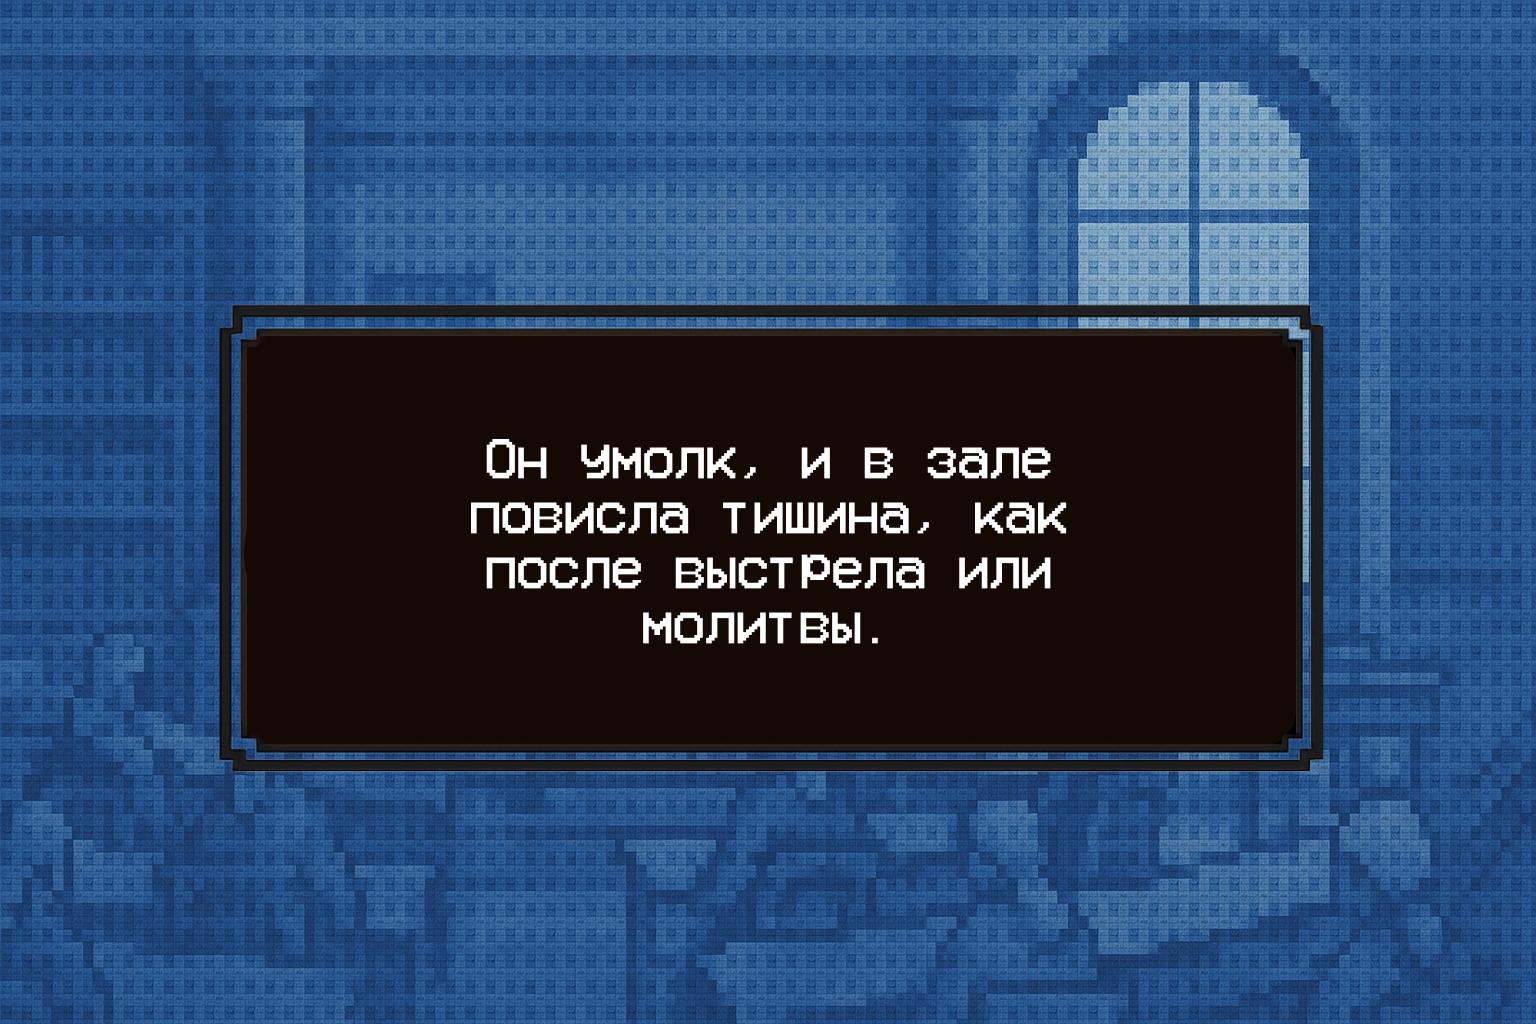 Он умолк, и в зале
повисла тишина, как
после выстрела или
молитвы.